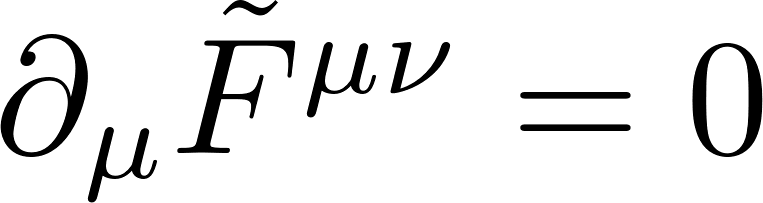 ∂_μ F̃^{μν} = 0